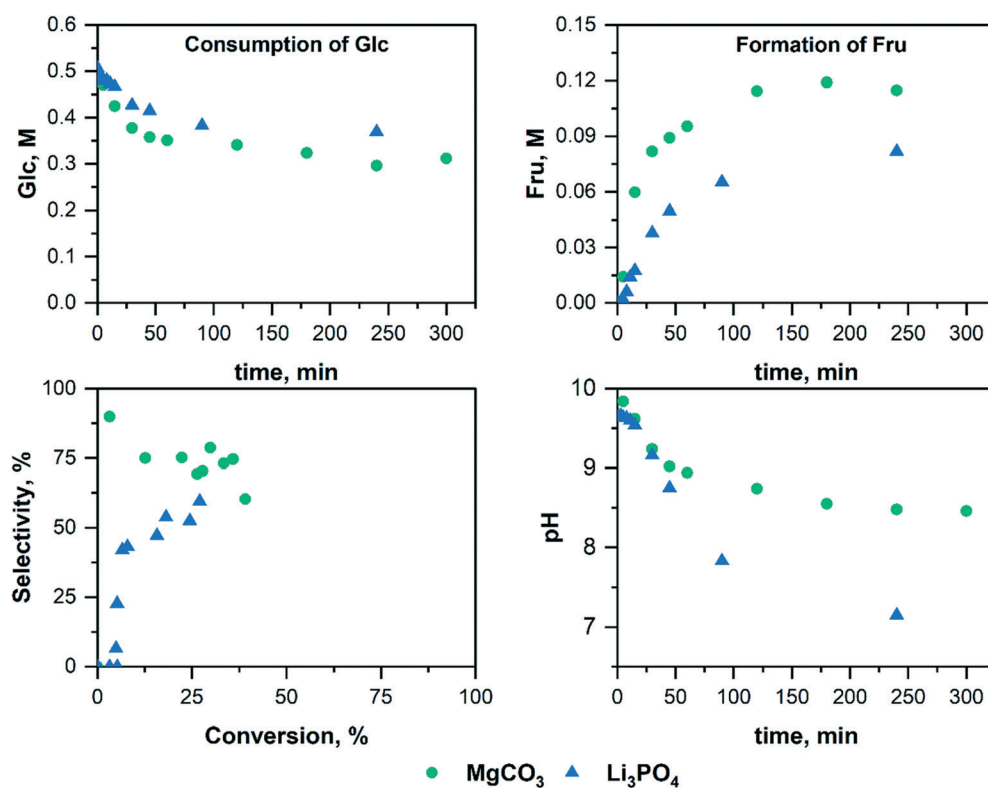 Consumption of Glc
Glc, M
0.6
0.5
0.4
0.3
0.2
0.1
0.0
0 50 100 150 200 250 300
time, min
Formation of Fru
Fru, M
0.15
0.12
0.09
0.06
0.03
0.00
0 50 100 150 200 250 300
time, min
Selectivity, %
100
75
50
25
0
0 25 50 75 100
Conversion, %
pH
10
9
8
7
0 50 100 150 200 250 300
time, min
MgCO₃ Li₃PO₄